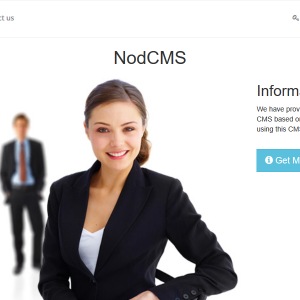 ct us
NodCMS
Inform
We have prov
CMS based o
using this CM
Get M